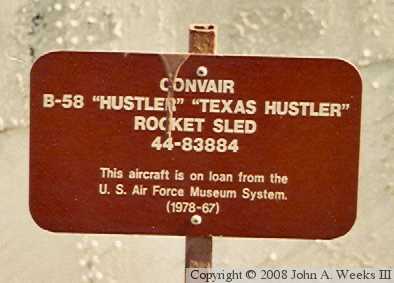 CONVAIR
B-58 "HUSTLER" "TEXAS HUSTLER"
ROCKET SLED
44-83884
This aircraft is on loan from the
U. S. Air Force Museum System.
(1978-67)
Copyright © 2008 John A. Weeks III